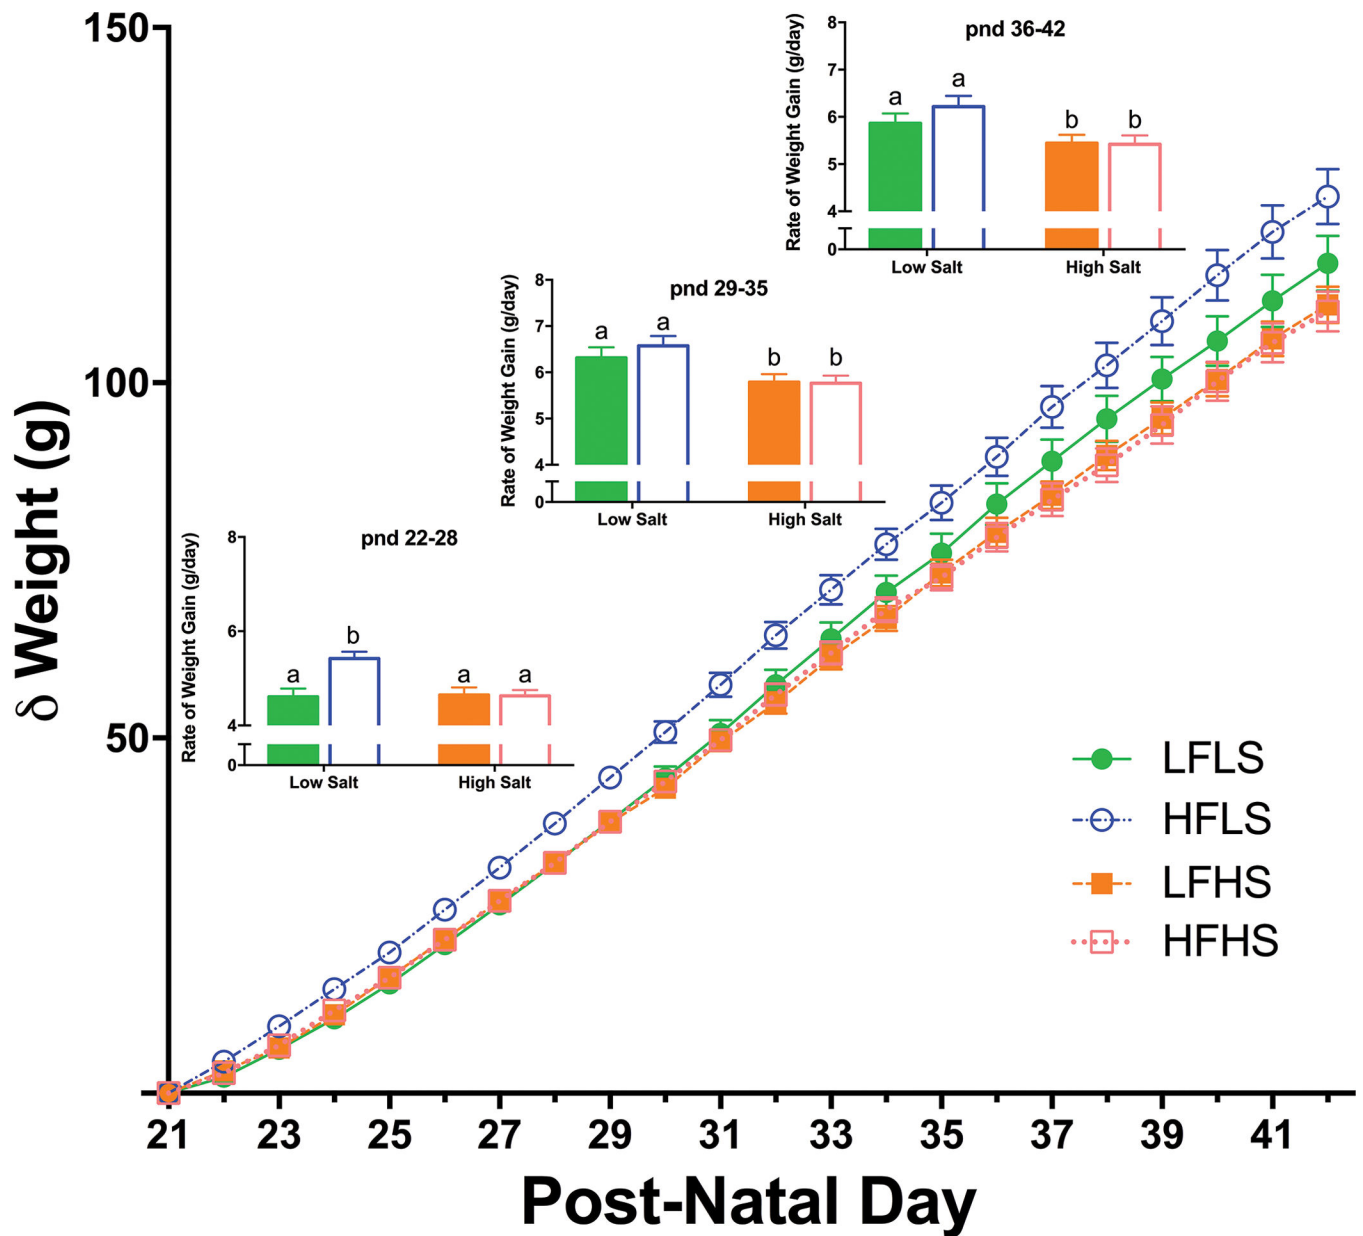 150
100
50
δ Weight (g)
21 23 25 27 29 31 33 35 37 39 41
Post-Natal Day
pnd 36-42
Rate of Weight Gain (g/day)
8
7
6
5
4
0
a a b b
Low Salt High Salt
pnd 29-35
Rate of Weight Gain (g/day)
8
7
6
5
4
0
a a b b
Low Salt High Salt
pnd 22-28
Rate of Weight Gain (g/day)
8
6
4
0
a b a a
Low Salt High Salt
LFLS
HFLS
LFHS
HFHS